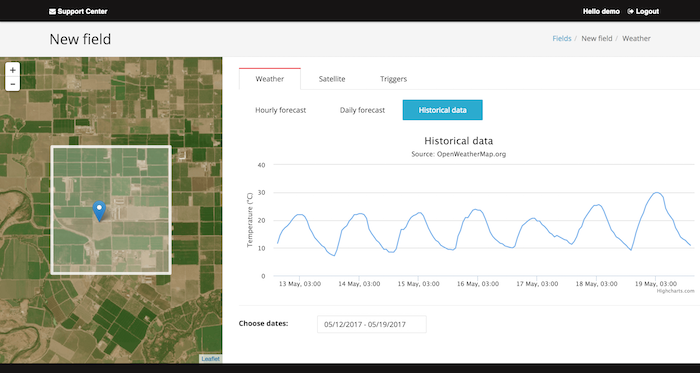 Support Center
Hello demo
Logout
New field
Fields / New field / Weather
+
-
Weather
Satellite
Triggers
Hourly forecast
Daily forecast
Historical data
Historical data
Source: OpenWeatherMap.org
Temperature (°C)
40
30
20
10
0
13 May, 03:00
14 May, 03:00
15 May, 03:00
16 May, 03:00
17 May, 03:00
18 May, 03:00
19 May, 03:00
Highcharts.com
Choose dates:
05/12/2017 - 05/19/2017
Leaflet